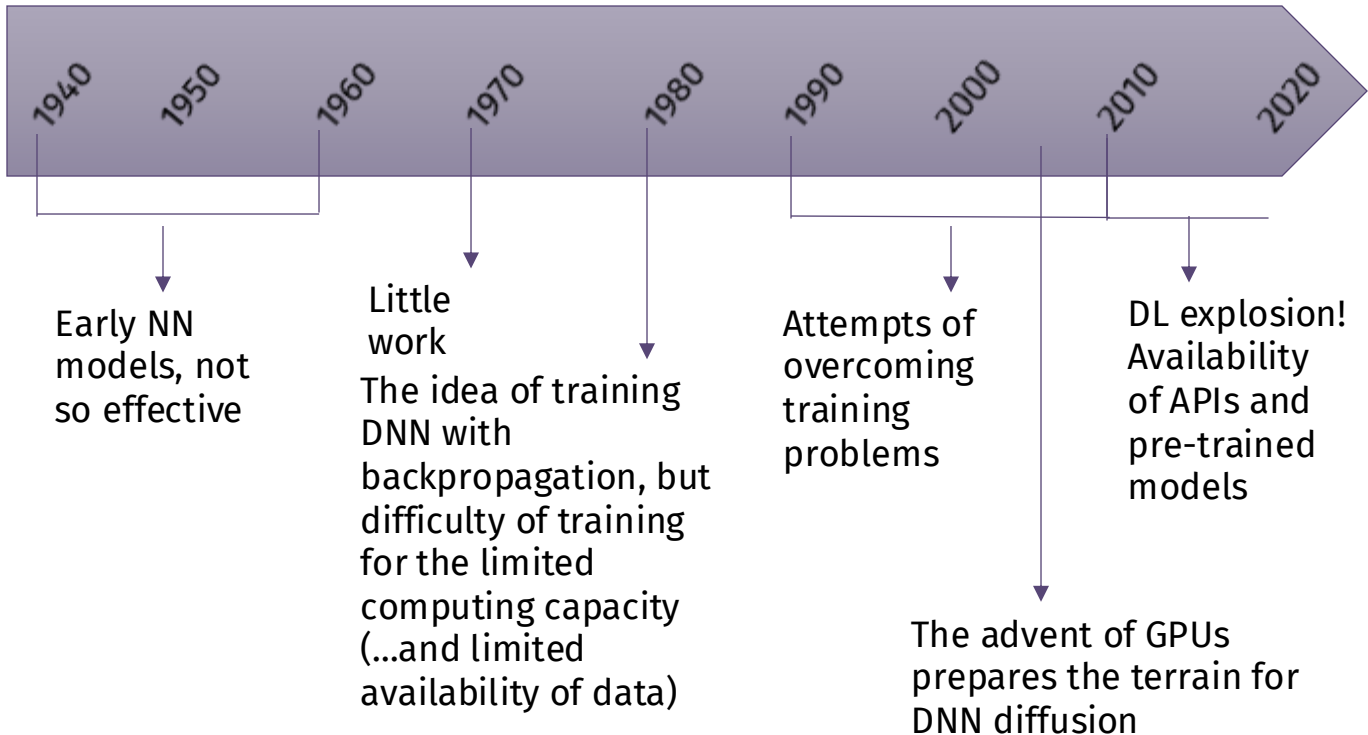 1940
1950
1960
1970
1980
1990
2000
2010
2020
Early NN
models, not
so effective
Little
work
The idea of training
DNN with
backpropagation, but
difficulty of training
for the limited
computing capacity
(...and limited
availability of data)
Attempts of
overcoming
training
problems
The advent of GPUs
prepares the terrain for
DNN diffusion
DL explosion!
Availability
of APIs and
pre-trained
models